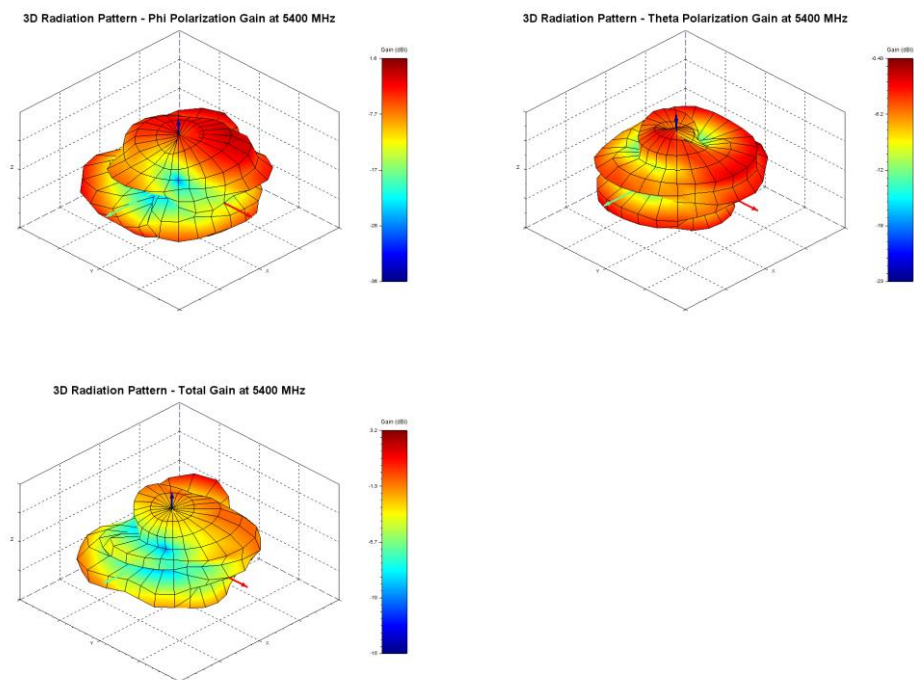 3D Radiation Pattern - Phi Polarization Gain at 5400 MHz
Gain (dBi)
1.6
-7.7
-17
-26
-36
Z
Y
X
3D Radiation Pattern - Theta Polarization Gain at 5400 MHz
Gain (dBi)
-0.48
-6.2
-12
-23
Z
Y
X
3D Radiation Pattern - Total Gain at 5400 MHz
Gain (dBi)
3.2
-1.3
-5.7
-10
Z
Y
X